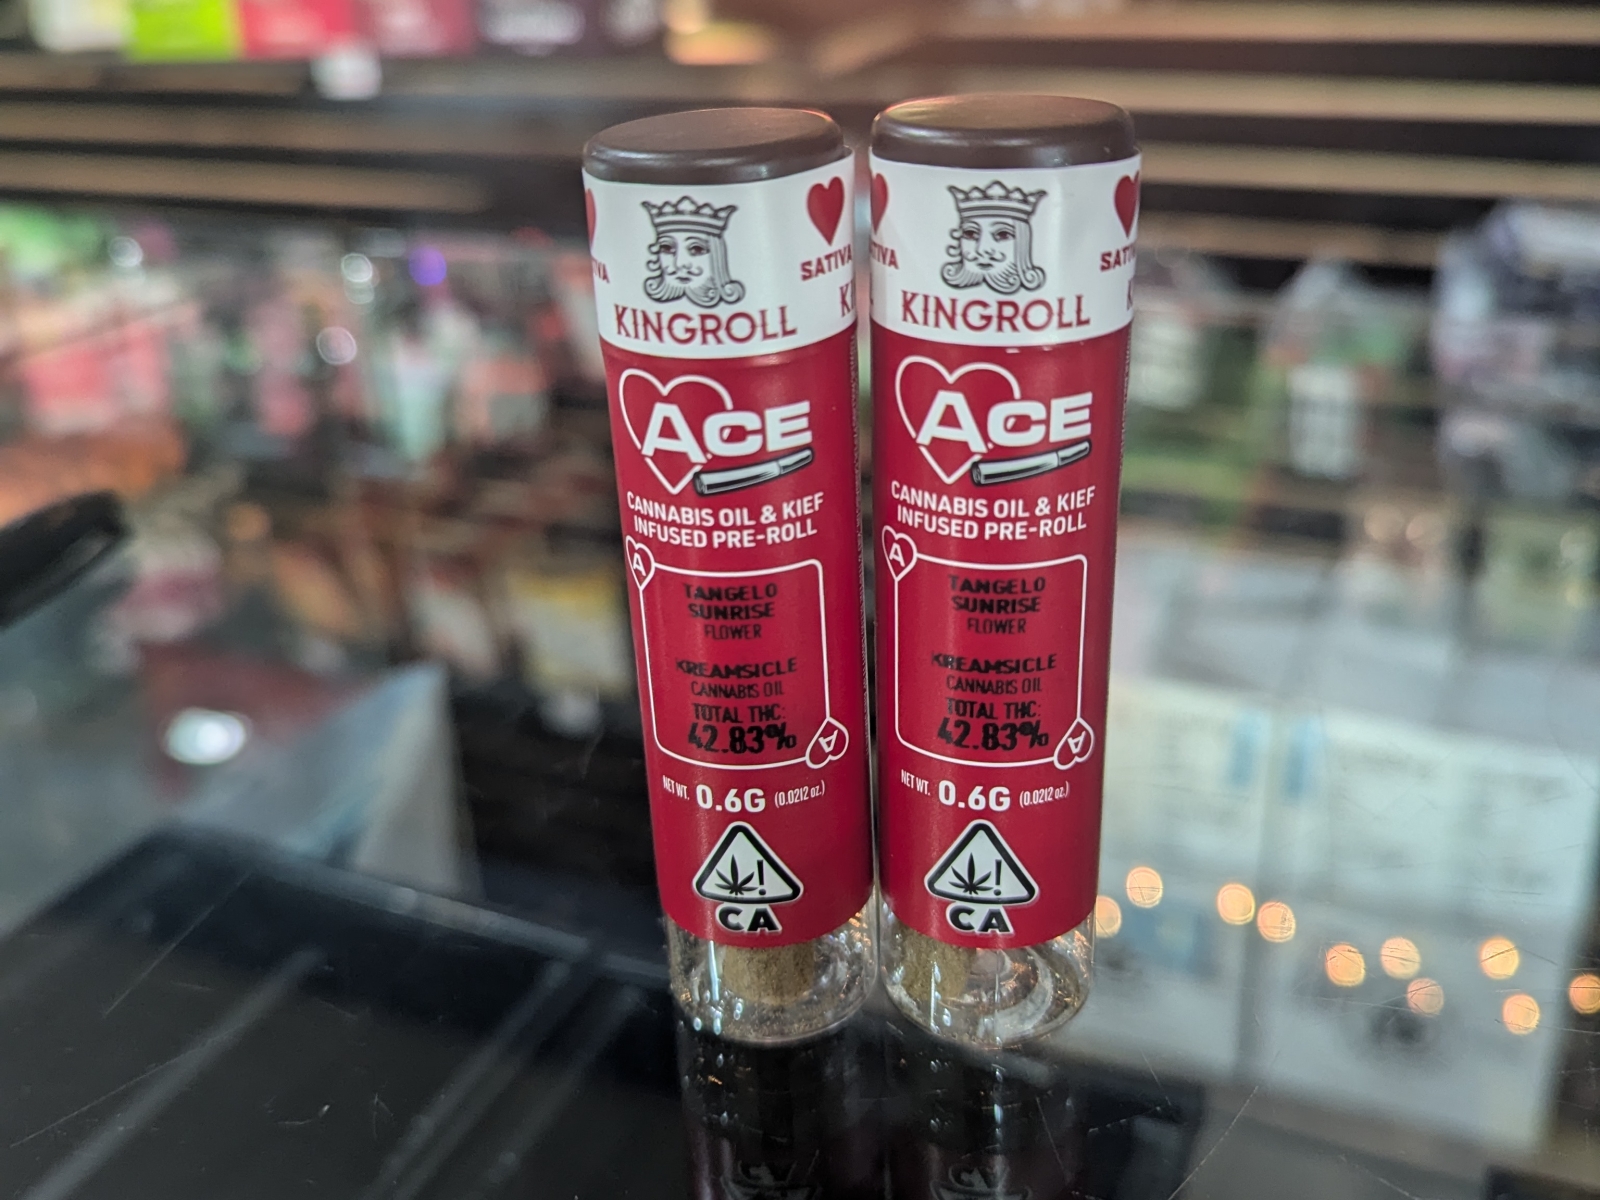 SATIVA
KINGROLL
ACE
CANNABIS OIL & KIEF
INFUSED PRE-ROLL
A
TANGELO
SUNRISE
FLOWER
KREAMSICLE
CANNABIS OIL
TOTAL THC:
42.83%
A
NET WT. 0.6G (0.0212 oz.)
!
CA
SATIVA
KINGROLL
ACE
CANNABIS OIL & KIEF
INFUSED PRE-ROLL
A
TANGELO
SUNRISE
FLOWER
KREAMSICLE
CANNABIS OIL
TOTAL THC:
42.83%
A
NET WT. 0.6G (0.0212 oz.)
!
CA